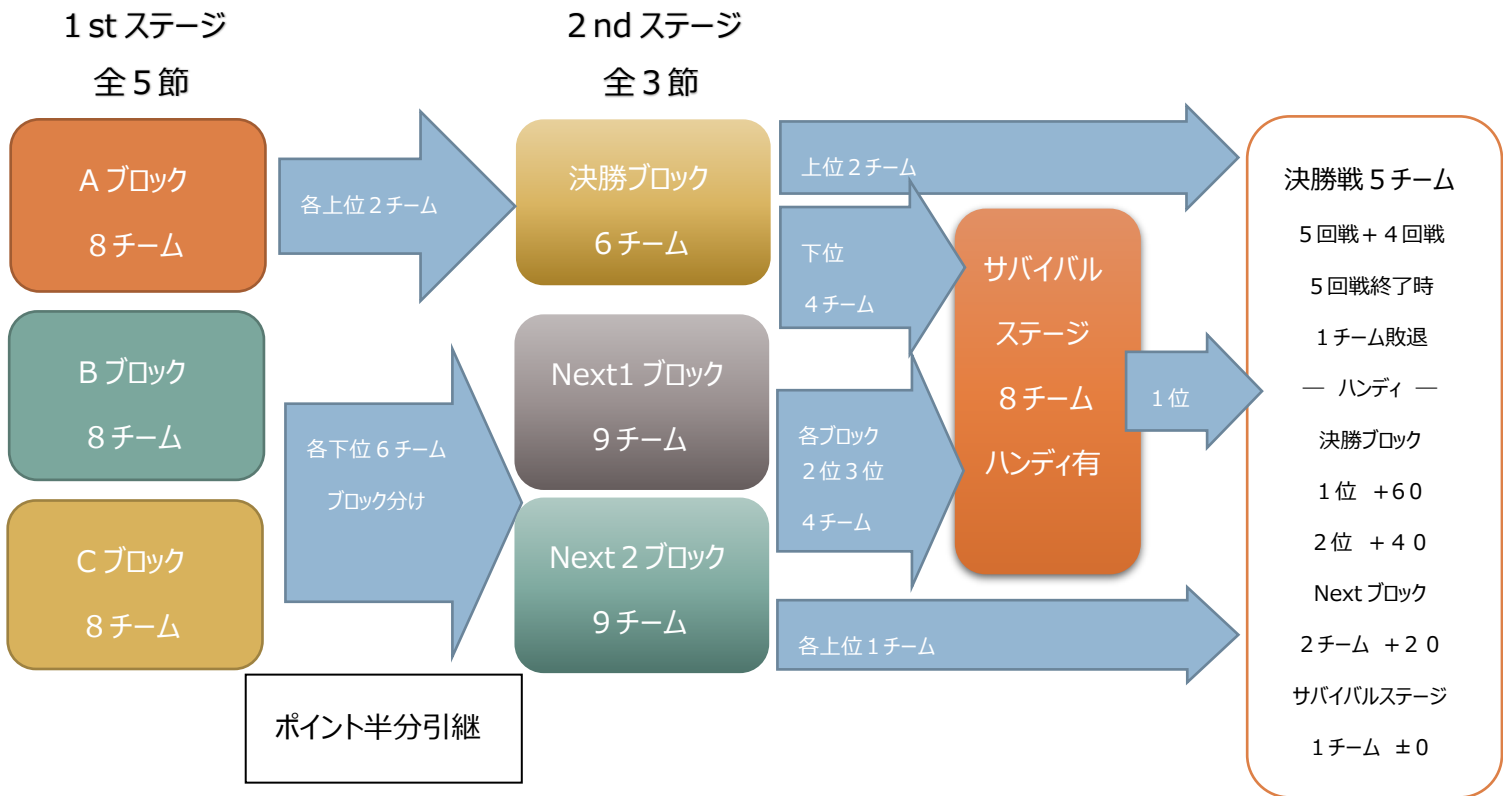 １st ステージ
全５節
A ブロック
８チーム
B ブロック
８チーム
C ブロック
８チーム
各上位２チーム
各下位６チーム
ブロック分け
ポイント半分引継
２nd ステージ
全３節
決勝ブロック
６チーム
Next1 ブロック
９チーム
Next２ブロック
９チーム
上位２チーム
下位
４チーム
各ブロック
２位３位
４チーム
各上位１チーム
サバイバル
ステージ
８チーム
ハンディ有
１位
決勝戦５チーム
５回戦＋４回戦
５回戦終了時
１チーム敗退
― ハンディ ―
決勝ブロック
１位 +６０
２位 +４０
Next ブロック
２チーム +２０
サバイバルステージ
１チーム ±０